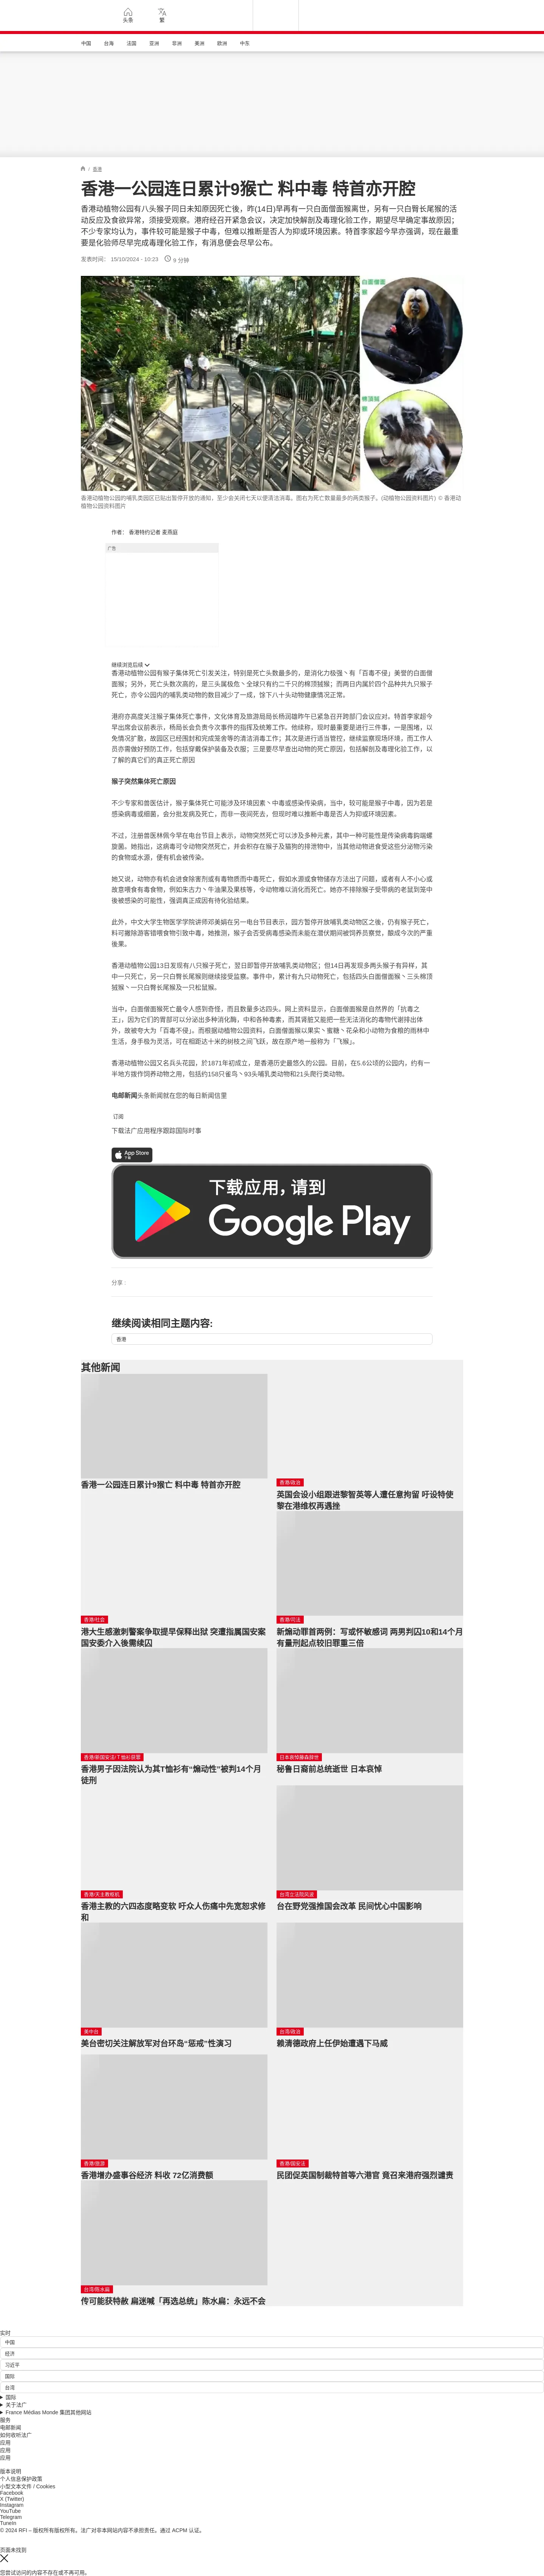 头条
繁
中国
台海
法国
亚洲
非洲
美洲
欧洲
中东
/ 香港
香港一公园连日累计9猴亡 料中毒 特首亦开腔
香港动植物公园有八头猴子同日未知原因死亡後，昨(14日)早再有一只白面僧面猴离世，另有一只白臀长尾猴的活
动反应及食欲异常，须接受观察。港府经召开紧急会议，决定加快解剖及毒理化验工作，期望尽早确定事故原因；
不少专家均认为，事件较可能是猴子中毒，但难以推断是否人为抑或环境因素。特首李家超今早亦强调，现在最重
要是化验师尽早完成毒理化验工作，有消息便会尽早公布。
发表时间： 15/10/2024 - 10:23
9 分钟
白面僧面
猴
棉顶狨
猴
香港动植物公园的哺乳类园区已贴出暂停开放的通知，至少会关闭七天以便清洁消毒。图右为死亡数量最多的两类猴子。(动植物公园资料图片) © 香港动
植物公园资料图片
作者： 香港特约记者 麦燕庭
广告
继续浏览后续
香港动植物公园有猴子集体死亡引发关注，特别是死亡头数最多的，是消化力极强丶有「百毒不侵」美誉的白面僧
面猴；另外，死亡头数次高的，是三头属极危丶全球只有约二千只的棉顶狨猴；而两日内属於四个品种共九只猴子
死亡，亦令公园内的哺乳类动物的数目减少了一成，馀下八十头动物健康情况正常。
港府亦高度关注猴子集体死亡事件，文化体育及旅游局局长杨润雄昨午已紧急召开跨部门会议应对。特首李家超今
早出席会议前表示，杨局长会负责今次事件的指挥及统筹工作。他续称，现时最重要是进行三件事，一是围堵，以
免情况扩散，故园区已经围封和完成笼舍等的清洁消毒工作；其次是进行适当管控，继续监察现场环境，而工作人
员亦需做好预防工作，包括穿戴保护装备及衣服；三是要尽早查出动物的死亡原因，包括解剖及毒理化验工作，以
了解的真它们的真正死亡原因
猴子突然集体死亡原因
不少专家和兽医估计，猴子集体死亡可能涉及环境因素丶中毒或感染传染病，当中，较可能是猴子中毒，因为若是
感染病毒或细菌，会分批发病及死亡，而非一夜间死去，但现时难以推断中毒是否人为抑或环境因素。
不过，注册兽医林佩今早在电台节目上表示，动物突然死亡可以涉及多种元素，其中一种可能性是传染病毒齣嘣螺
旋菌。她指出，这病毒可令动物突然死亡，并会积存在猴子及猫狗的排泄物中，当其他动物进食受这些分泌物污染
的食物或水源，便有机会被传染。
她又说，动物亦有机会进食除害剂或有毒物质而中毒死亡，假如水源或食物储存方法出了问题，或者有人不小心或
故意喂食有毒食物，例如朱古力丶牛油果及果核等，令动物难以消化而死亡。她亦不排除猴子受带病的老鼠到笼中
後被感染的可能性，强调真正成因有待化验结果。
此外，中文大学生物医学学院讲师邓美娟在另一电台节目表示，园方暂停开放哺乳类动物区之後，仍有猴子死亡，
料可撇除游客错喂食物引致中毒，她推测，猴子会否受病毒感染而未能在潜伏期间被饲养员察觉，酿成今次的严重
後果。
香港动植物公园13日发现有八只猴子死亡，翌日即暂停开放哺乳类动物区；但14日再发现多两头猴子有异样，其
中一只死亡，另一只白臀长尾猴则继续接受监察。事件中，累计有九只动物死亡，包括四头白面僧面猴丶三头棉顶
狨猴丶一只白臀长尾猴及一只松鼠猴。
当中，白面僧面猴死亡最令人感到奇怪，而且数量多达四头。网上资料显示，白面僧面猴是自然界的「抗毒之
王」，因为它们的胃部可以分泌出多种消化酶，中和各种毒素，而其肾脏又能把一些无法消化的毒物代谢排出体
外，故被夸大为「百毒不侵」。而根据动植物公园资料，白面僧面猴以果实丶蜜糖丶花朵和小动物为食粮的雨林中
生活，身手极为灵活，可在相距达十米的树枝之间飞跃，故在原产地一般称为「飞猴」。
香港动植物公园又名兵头花园，於1871年初成立，是香港历史最悠久的公园。目前，在5.6公顷的公园内，约有一
半地方拨作饲养动物之用，包括约158只雀鸟丶93头哺乳类动物和21头爬行类动物。
电邮新闻头条新闻就在您的每日新闻信里
订阅
下载法广应用程序跟踪国际时事
App Store
下载
下载应用，请到
Google Play
分享 :
继续阅读相同主题内容:
香港
其他新闻
香港一公园连日累计9猴亡 料中毒 特首亦开腔
香港/政治
英国会设小组跟进黎智英等人遭任意拘留 吁设特使
黎在港维权再遇挫
香港/社会
港大生感激刺警案争取提早保释出狱 突遭指属国安案
国安委介入後需续囚
香港/司法
新煽动罪首两例：写或怀敏感词 两男判囚10和14个月
有量刑起点较旧罪重三倍
香港/新国安法/ T 恤衫获罪
香港男子因法院认为其T恤衫有“煽动性”被判14个月
徒刑
日本哀悼藤森辞世
秘鲁日裔前总统逝世 日本哀悼
香港/天主教枢机
香港主教的六四态度略变软 吁众人伤痛中先宽恕求修
和
台湾立法院风波
台在野党强推国会改革 民间忧心中国影响
美中台
美台密切关注解放军对台环岛“惩戒”性演习
台湾/政治
赖清德政府上任伊始遭遇下马威
香港/旅游
香港增办盛事谷经济 料收 72亿消费额
香港/国安法
民团促英国制裁特首等六港官 竟召来港府强烈谴责
台湾/陈水扁
传可能获特赦 扁迷喊「再选总统」陈水扁：永远不会
实时
中国
经济
习近平
国际
台湾
国际
关于法广
France Médias Monde 集团其他网站
服务
电邮新闻
如何收听法广
应用
应用
应用
版本说明
个人信息保护政策
小型文本文件 / Cookies
Facebook
X (Twitter)
Instagram
YouTube
Telegram
TuneIn
© 2024 RFI – 版权所有版权所有。法广对非本网站内容不承担责任。通过 ACPM 认证。
页面未找到
您尝试访问的内容不存在或不再可用。